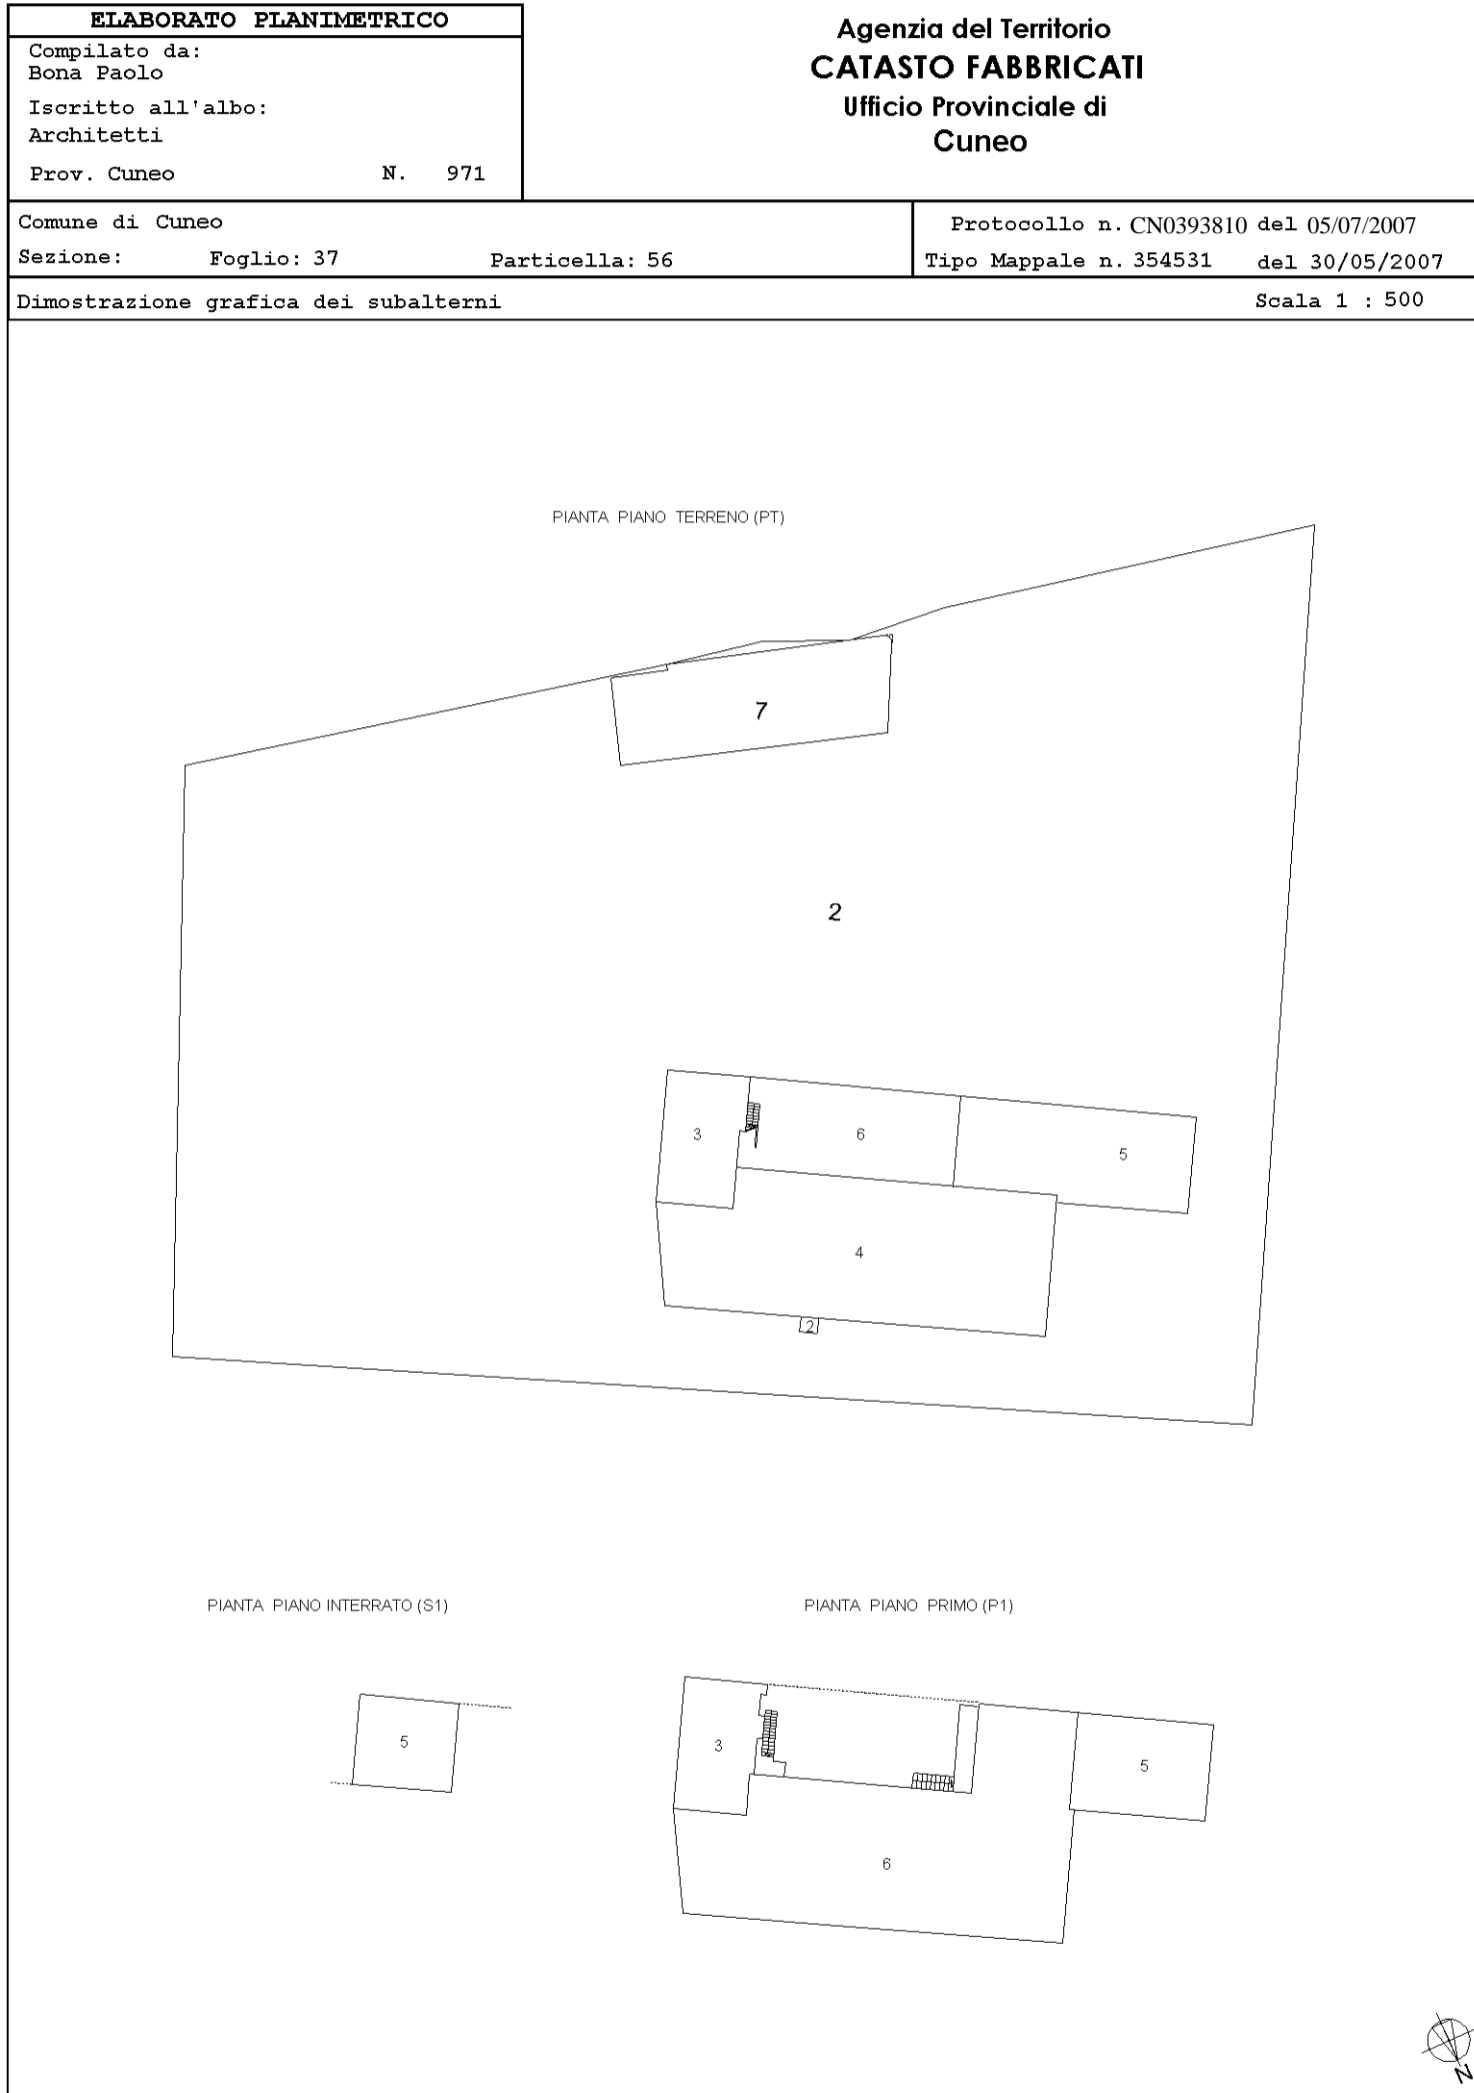 ELABORATO PLANIMETRICO
Compilato da:
Bona Paolo
Iscritto all'albo:
Architetti
Prov. Cuneo N. 971
Agenzia del Territorio
CATASTO FABBRICATI
Ufficio Provinciale di
Cuneo
Comune di Cuneo
Sezione: Foglio: 37 Particella: 56
Protocollo n. CN0393810 del 05/07/2007
Tipo Mappale n. 354531 del 30/05/2007
Dimostrazione grafica dei subalterni Scala 1 : 500
PIANTA PIANO TERRENO (PT)
7
2
3
6
5
4
2
PIANTA PIANO INTERRATO (S1)
5
PIANTA PIANO PRIMO (P1)
3
5
6
N